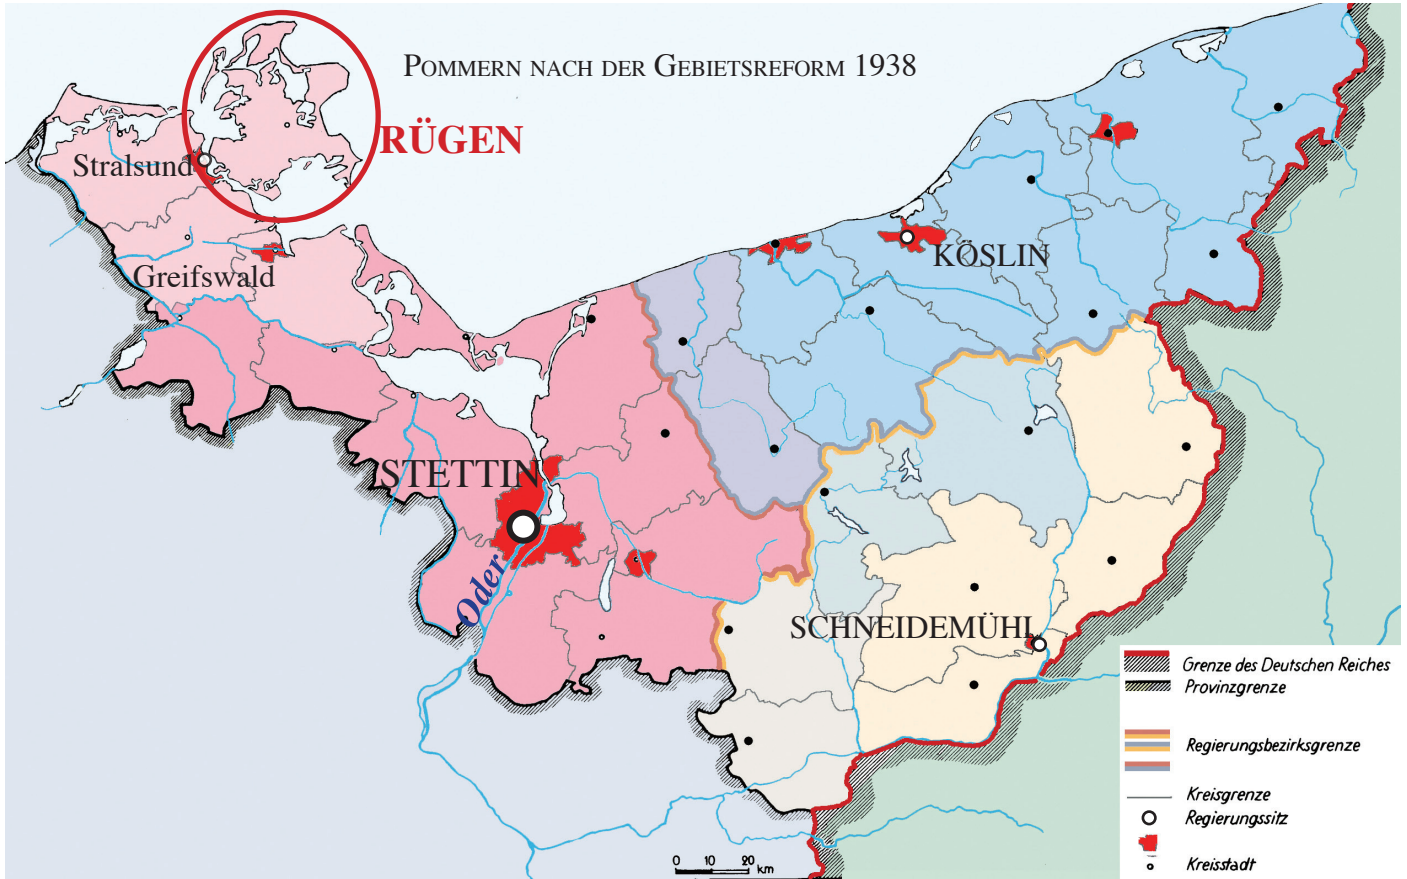 POMMERN NACH DER GEBIETSREFORM 1938
RÜGEN
Stralsund
Greifswald
KÖSLIN
STETTIN
Oder
SCHNEIDEMÜHL
Grenze des Deutschen Reiches
Provinzgrenze
Regierungsbezirksgrenze
Kreisgrenze
Regierungssitz
Kreisstadt
0 10 20
km